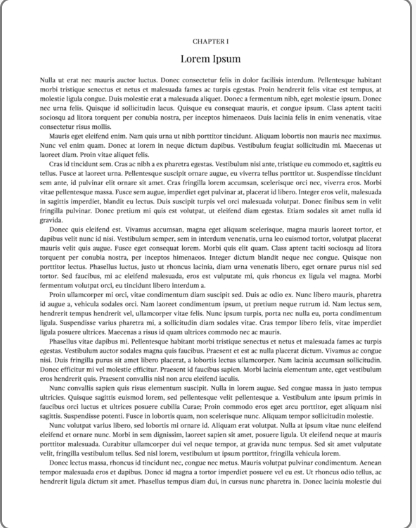 CHAPTER I
Lorem Ipsum
Nulla ut erat nec mauris auctor luctus. Donec consectetur felis in dolor facilisis interdum. Pellentesque habitant
morbi tristique senectus et netus et malesuada fames ac turpis egestas. Proin hendrerit felis vitae est tempus, at
molestie ligula congue. Duis molestie erat a malesuada aliquet. Donec a fermentum nibh, eget molestie ipsum. Donec
nec urna felis. Quisque id sollicitudin lacus. Quisque eu consequat mauris, et congue ipsum. Class aptent taciti
sociosqu ad litora torquent per conubia nostra, per inceptos himenaeos. Duis lacinia felis in enim venenatis, vitae
consectetur risus mollis.
Mauris eget eleifend enim. Nam quis urna ut nibh porttitor tincidunt. Aliquam lobortis non mauris nec maximus.
Nunc vel enim quam. Donec at lorem in neque dictum dapibus. Vestibulum feugiat sollicitudin mi. Maecenas ut
laoreet diam. Proin vitae aliquet felis.
Cras id tincidunt sem. Cras ac nibh a ex pharetra egestas. Vestibulum nisi ante, tristique eu commodo et, sagittis eu
tellus. Fusce at laoreet urna. Pellentesque suscipit ornare augue, eu viverra tellus porttitor ut. Suspendisse tincidunt
sem ante, id pulvinar elit ornare sit amet. Cras fringilla lorem accumsan, scelerisque orci nec, viverra eros. Morbi
vitae pellentesque massa. Fusce sem augue, imperdiet eget pulvinar at, placerat id libero. Integer eros velit, malesuada
in sagittis imperdiet, blandit eu lectus. Duis suscipit turpis vel orci malesuada volutpat. Donec finibus sem in velit
fringilla pulvinar. Donec pretium mi quis est volutpat, ut eleifend diam egestas. Etiam sodales sit amet nulla id
gravida.
Donec quis eleifend est. Vivamus accumsan, magna eget aliquam scelerisque, magna mauris laoreet tortor, et
dapibus velit nunc id nisi. Vestibulum semper, sem in interdum venenatis, urna leo euismod tortor, volutpat placerat
mauris velit quis augue. Fusce eget consequat lorem. Morbi quis elit quam. Class aptent taciti sociosqu ad litora
torquent per conubia nostra, per inceptos himenaeos. Integer dictum blandit neque nec congue. Quisque non
porttitor lectus. Phasellus luctus, justo at rhoncus lacinia, diam urna venenatis libero, eget ornare purus nisl sed
tortor. Sed faucibus, mi ac eleifend malesuada, eros est vulputate mi, quis rhoncus ex ligula vel magna. Morbi
fermentum volutpat orci, eu tincidunt libero interdum a.
Proin ullamcorper mi orci, vitae condimentum diam suscipit sed. Duis ac odio ex. Nunc libero mauris, pharetra
id augue a, vehicula sodales orci. Nam laoreet condimentum ipsum, ut pretium neque rutrum id. Nam lectus sem,
hendrerit tempus hendrerit vel, ullamcorper vitae felis. Nunc ipsum turpis, porta nec nulla eu, porta condimentum
ligula. Suspendisse varius pharetra mi, a sollicitudin diam sodales vitae. Cras tempor libero felis, vitae imperdiet
ligula posuere ultrices. Maecenas a risus id quam ultrices commodo nec ac mauris.
Phasellus vitae dapibus mi. Pellentesque habitant morbi tristique senectus et netus et malesuada fames ac turpis
egestas. Vestibulum auctor sodales magna quis faucibus. Praesent et est ac nulla placerat dictum. Vivamus ac congue
nisi. Duis fringilla purus sit amet libero placerat, a lobortis lectus ullamcorper. Nam lacinia accumsan sollicitudin.
Donec efficitur mi vel molestie efficitur. Praesent id faucibus sapien. Morbi lacinia elementum ante, eget vestibulum
eros hendrerit quis. Praesent convallis nisl non arcu eleifend iaculis.
Nunc convallis sapien quis risus elementum suscipit. Nulla in lorem augue. Sed congue massa in justo tempus
ultricies. Quisque sagittis euismod lorem, sed pellentesque velit pellentesque a. Vestibulum ante ipsum primis in
faucibus orci luctus et ultrices posuere cubilia Curae; Proin commodo eros eget arcu porttitor, eget aliquam nisi
sagittis. Suspendisse potenti. Fusce in lobortis quam, non scelerisque nunc. Aliquam tempor sollicitudin molestie.
Nunc volutpat varius libero, sed lobortis mi ornare id. Aliquam erat volutpat. Nulla at ipsum vitae nunc eleifend
eleifend et ornare nunc. Morbi in sem dignissim, laoreet sapien sit amet, posuere ligula. Ut eleifend neque at mauris
porttitor malesuada. Curabitur ullamcorper dui vel neque tempor, at gravida nunc tempus. Sed sit amet vulputate
velit, fringilla vestibulum tellus. Sed nisl lorem, vestibulum ut ipsum porttitor, fringilla vehicula lorem.
Donec lectus massa, rhoncus id tincidunt nec, congue nec metus. Mauris volutpat pulvinar condimentum. Aenean
tempor malesuada eros et dapibus. Donec id magna a tortor imperdiet posuere vel eu est. Ut rhoncus odio tellus, ac
hendrerit ligula dictum sit amet. Phasellus tempus diam dui, in cursus nunc pharetra in. Donec lacinia molestie dui